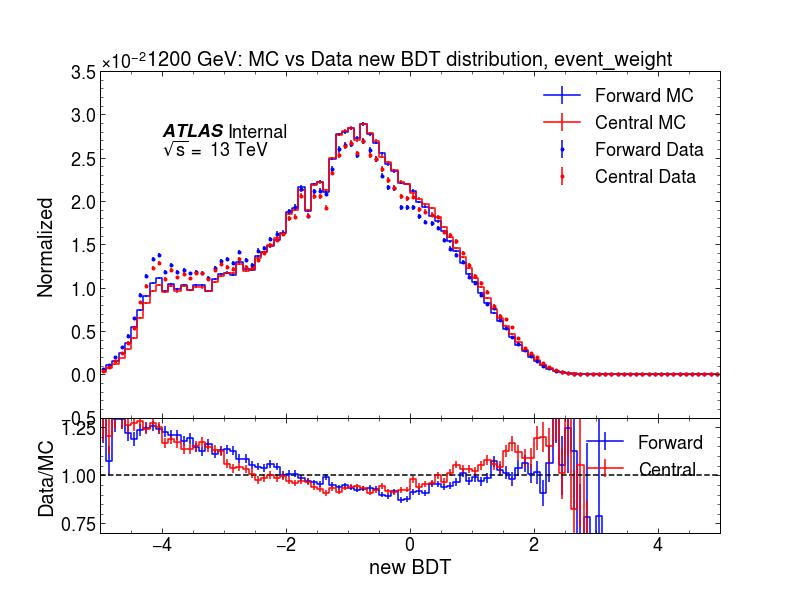 ×10⁻² 1200 GeV: MC vs Data new BDT distribution, event_weight
3.5
3.0
2.5
2.0
1.5
1.0
0.5
0.0
0.5
Normalized
ATLAS Internal
√s = 13 TeV
Forward MC
Central MC
Forward Data
Central Data
1.25
1.00
0.75
Data/MC
Forward
Central
−4 −2 0 2 4
new BDT